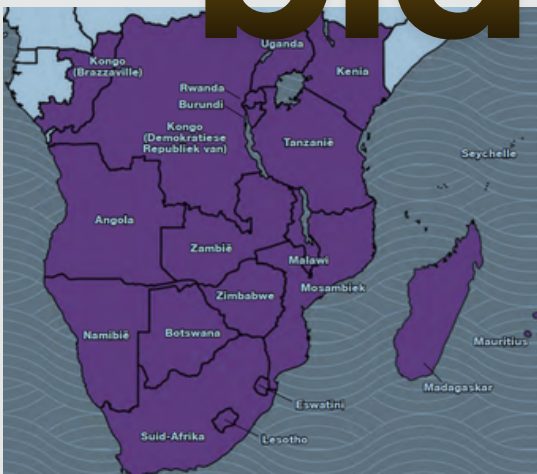 Uganda
Kongo
(Brazzaville)
Kenia
Rwanda
Burundi
Kongo
(Demokratiese
Republiek van)
Tanzanië
Seychelle
Angola
Zambië
Malawi
Mosambiek
Zimbabwe
Namibië
Botswana
Mauritius
Madagaskar
Eswatini
Suid-Afrika
Lesotho